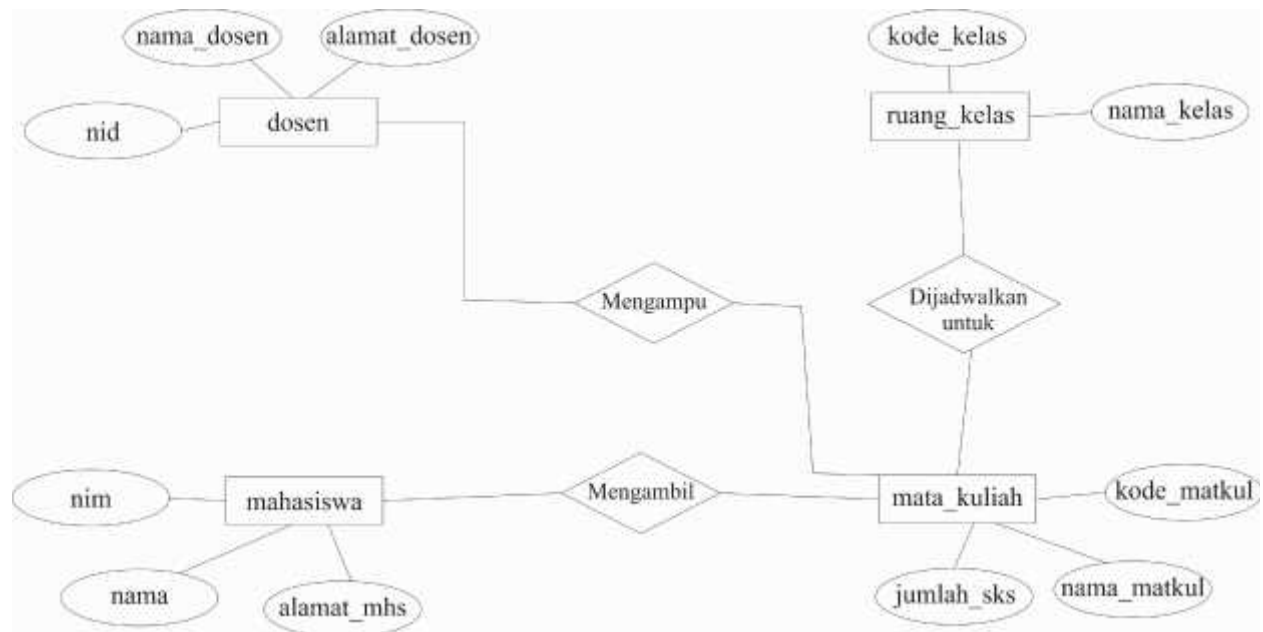 nama_dosen
alamat_dosen
kode_kelas
nid
dosen
ruang_kelas
nama_kelas
Mengampu
Dijadwalkan
untuk
nim
mahasiswa
Mengambil
mata_kuliah
kode_matkul
nama
alamat_mhs
jumlah_sks
nama_matkul